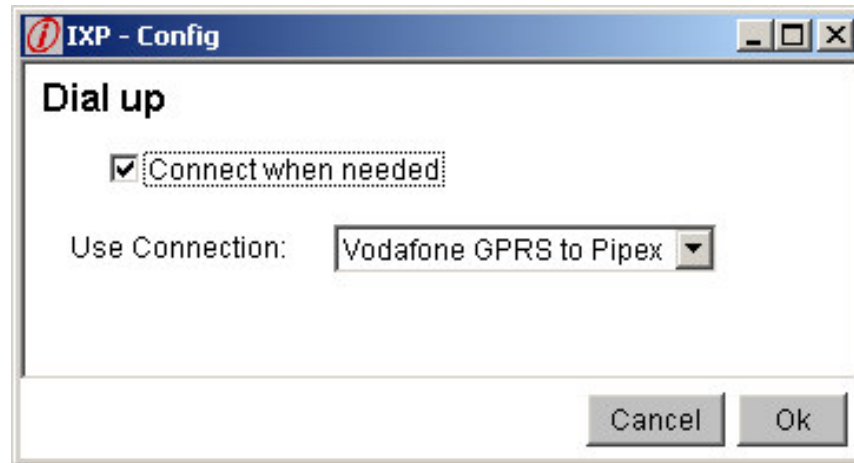 IXP - Config
Dial up
Connect when needed
Use Connection: Vodafone GPRS to Pipex
Cancel Ok